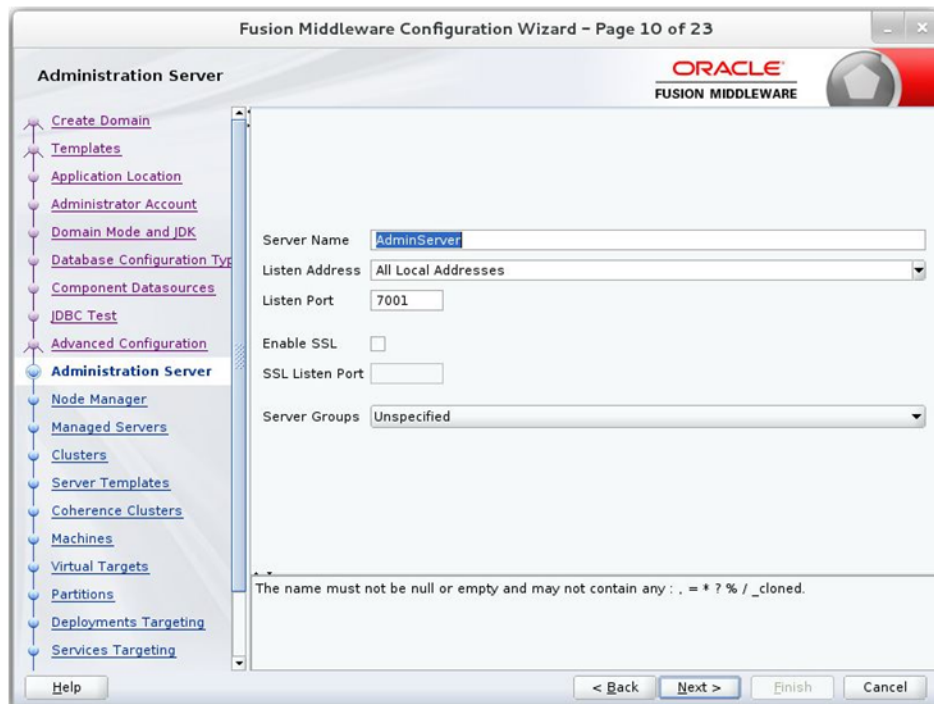 Fusion Middleware Configuration Wizard - Page 10 of 23
Administration Server
ORACLE
FUSION MIDDLEWARE
Create Domain
Templates
Application Location
Administrator Account
Domain Mode and JDK
Database Configuration Typ
Component Datasources
JDBC Test
Advanced Configuration
Administration Server
Node Manager
Managed Servers
Clusters
Server Templates
Coherence Clusters
Machines
Virtual Targets
Partitions
Deployments Targeting
Services Targeting
Server Name AdminServer
Listen Address All Local Addresses
Listen Port 7001
Enable SSL
SSL Listen Port
Server Groups Unspecified
The name must not be null or empty and may not contain any : , = * ? % / _cloned.
Help
< Back Next > Finish Cancel